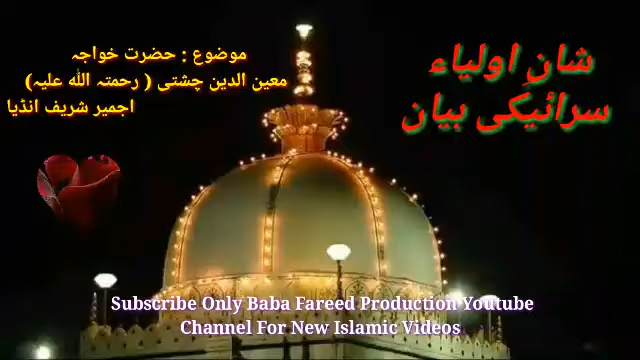 موضوع : حضرت خواجہ
معین الدین چشتی ( رحمتہ اللہ علیہ)
اجمیر شریف انڈیا
شانِ اولیاء
سرائیکی بیان
Subscribe Only Baba Fareed Production Youtube
Channel For New Islamic Videos